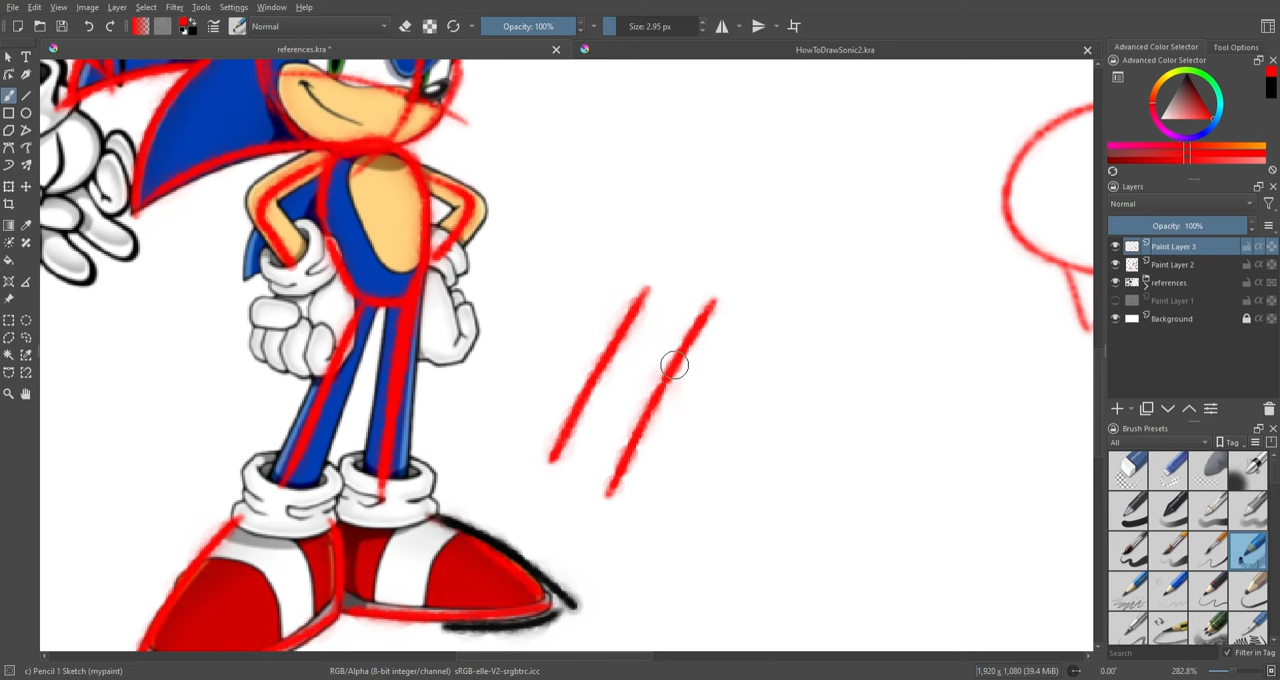 File Edit View Image Layer Select Filter Tools Settings Window Help
Normal Opacity: 100% Size: 2.95 px
references.kra * HowToDrawSonic2.kra
Advanced Color Selector Tool Options
Advanced Color Selector
Layers
Normal
Opacity: 100%
Paint Layer 3
Paint Layer 2
references
Paint Layer 1
Background
Brush Presets
All Tag
Search Filter in Tag
c) Pencil 1 Sketch (mypaint) RGB/Alpha (8-bit integer/channel) sRGB-elle-V2-srgbtrc.icc 1,920 x 1,080 (39.4 MiB) 0.00° 282.8%